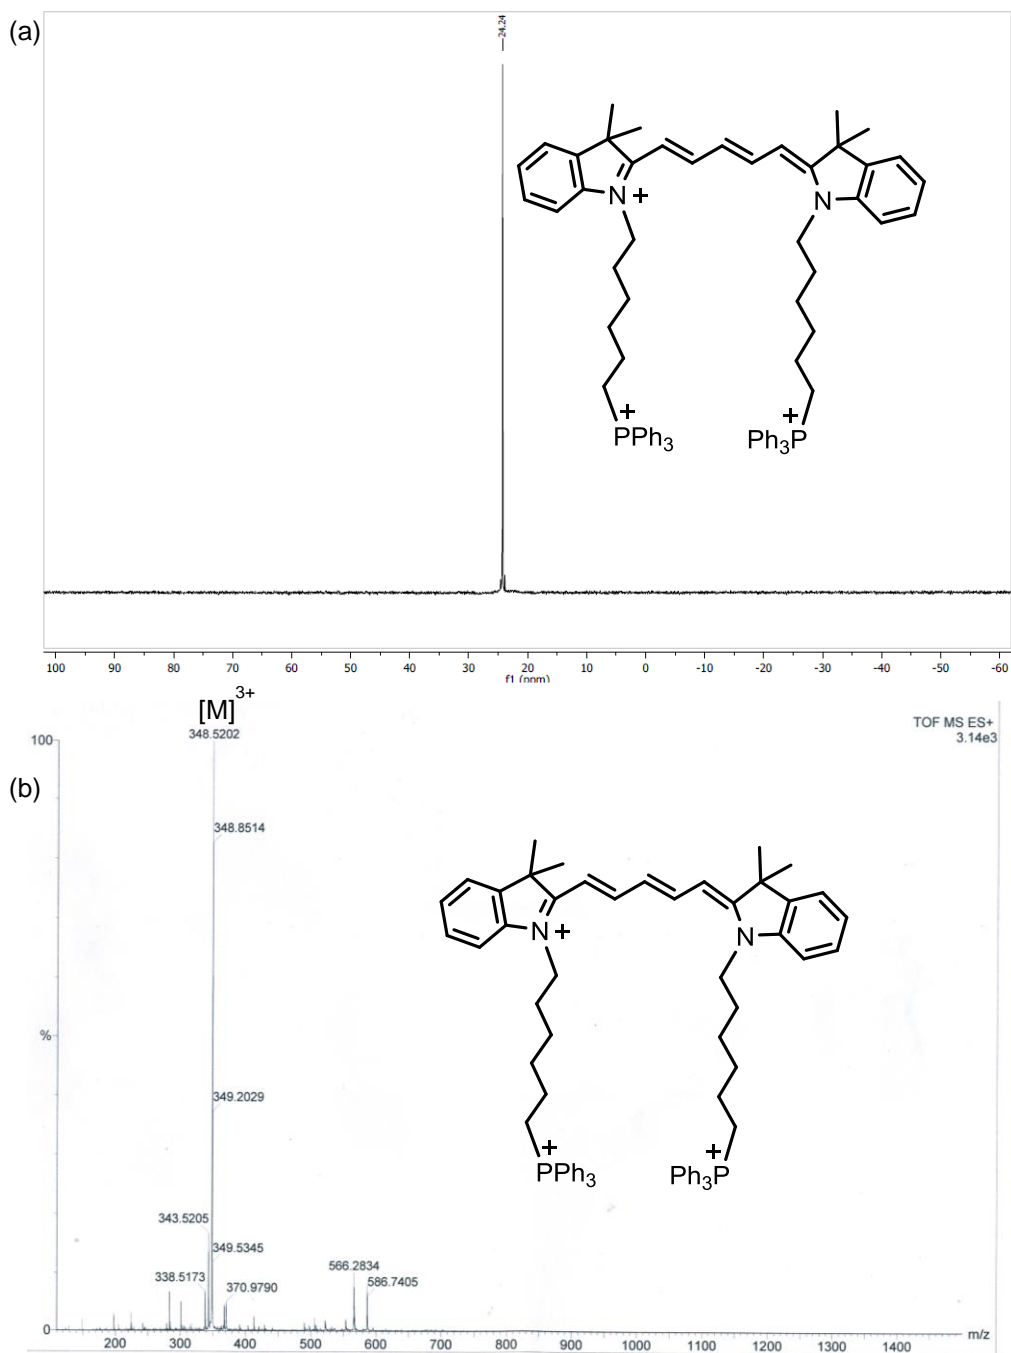 (a)
24.24
N +
N
+
PPh3
+
Ph3P
100 90 80 70 60 50 40 30 20 10 0 -10 -20 -30 -40 -50 -60
f1 (ppm)
[M]3+
348.5202
TOF MS ES+
3.14e3
100
(b)
348.8514
N +
N
%
349.2029
+
PPh3
+
Ph3P
343.5205
349.5345
338.5173
370.9790
566.2834
586.7405
0
200 300 400 500 600 700 800 900 1000 1100 1200 1300 1400
m/z